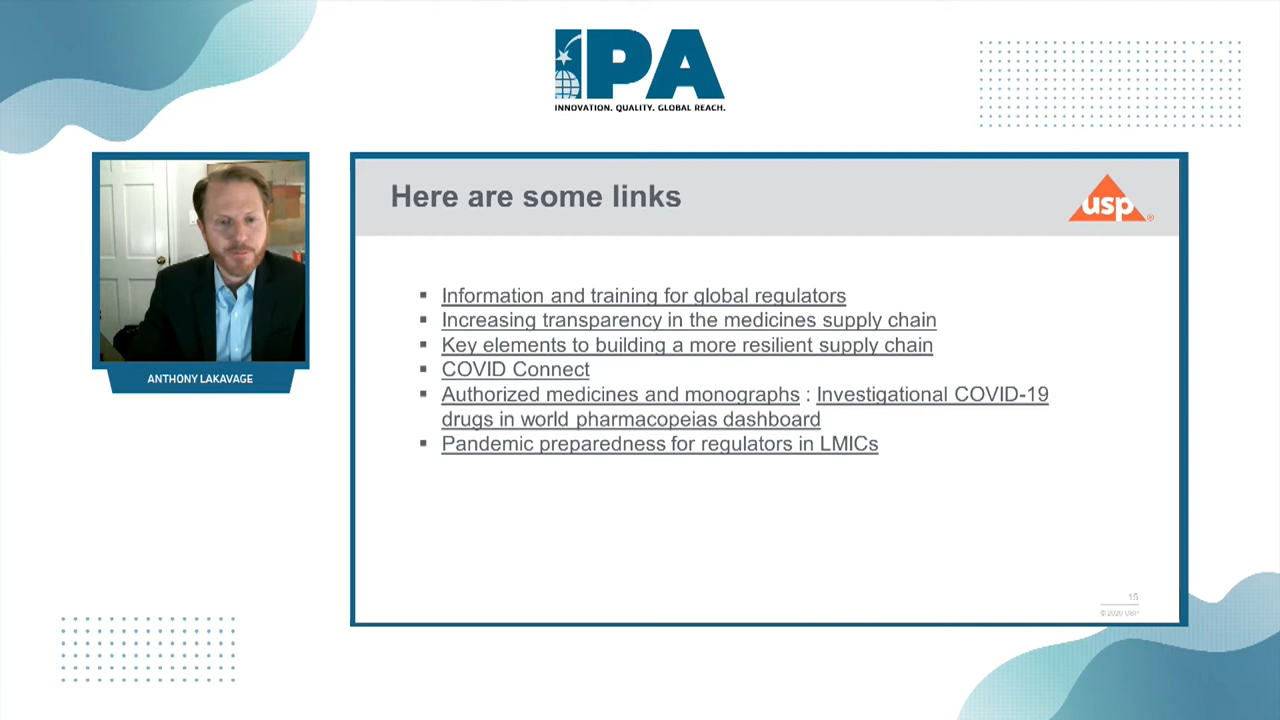 IPA
INNOVATION. QUALITY. GLOBAL REACH.
ANTHONY LAKAVAGE
Here are some links
usp®
▪ Information and training for global regulators
▪ Increasing transparency in the medicines supply chain
▪ Key elements to building a more resilient supply chain
▪ COVID Connect
▪ Authorized medicines and monographs : Investigational COVID-19
drugs in world pharmacopeias dashboard
▪ Pandemic preparedness for regulators in LMICs
15
© 2020 USP